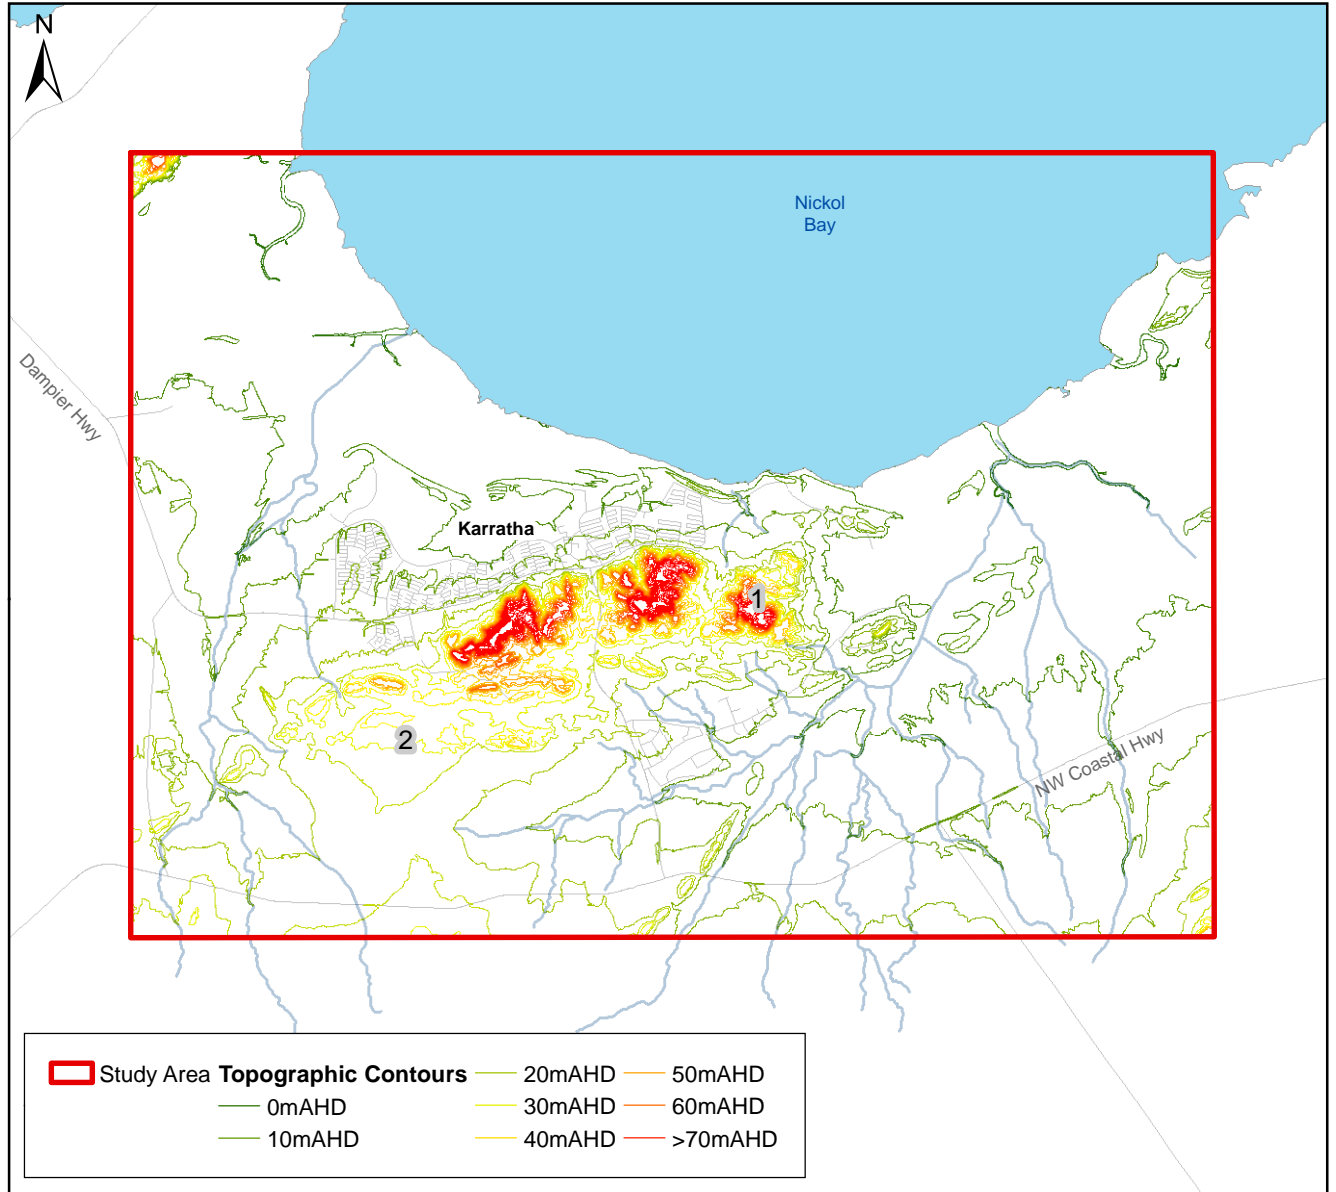 N
Nickol
Bay
Dampier Hwy
Karratha
1
2
NW Coastal Hwy
Study Area
Topographic Contours
0mAHD
10mAHD
20mAHD
30mAHD
40mAHD
50mAHD
60mAHD
>70mAHD